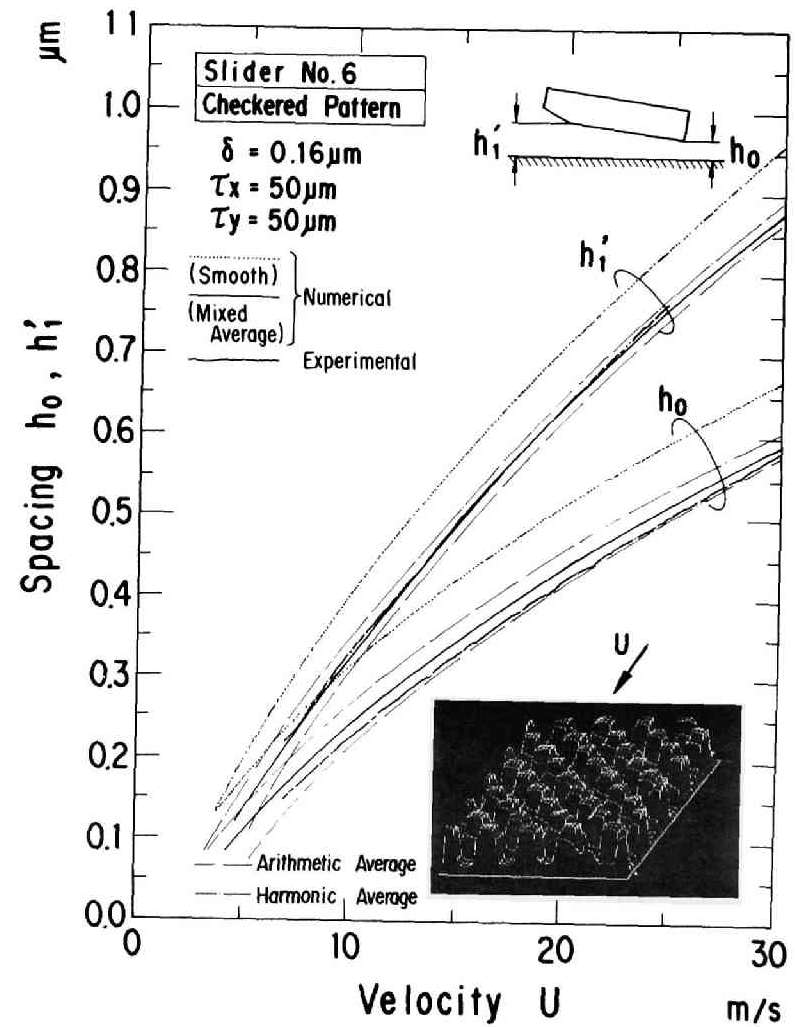 11
μm
Slider No.6
Checkered Pattern
δ = 0.16μm
τx = 50μm
τy = 50μm
(Smooth)
(Mixed
Average)
Numerical
Experimental
1.0
0.9
0.8
0.7
0.6
0.5
0.4
0.3
0.2
0.1
0.0
Spacing h₀, h₁′
h₁′
h₀
h₁′
h₀
U
Arithmetic Average
Harmonic Average
0
10
20
30
Velocity U
m/s